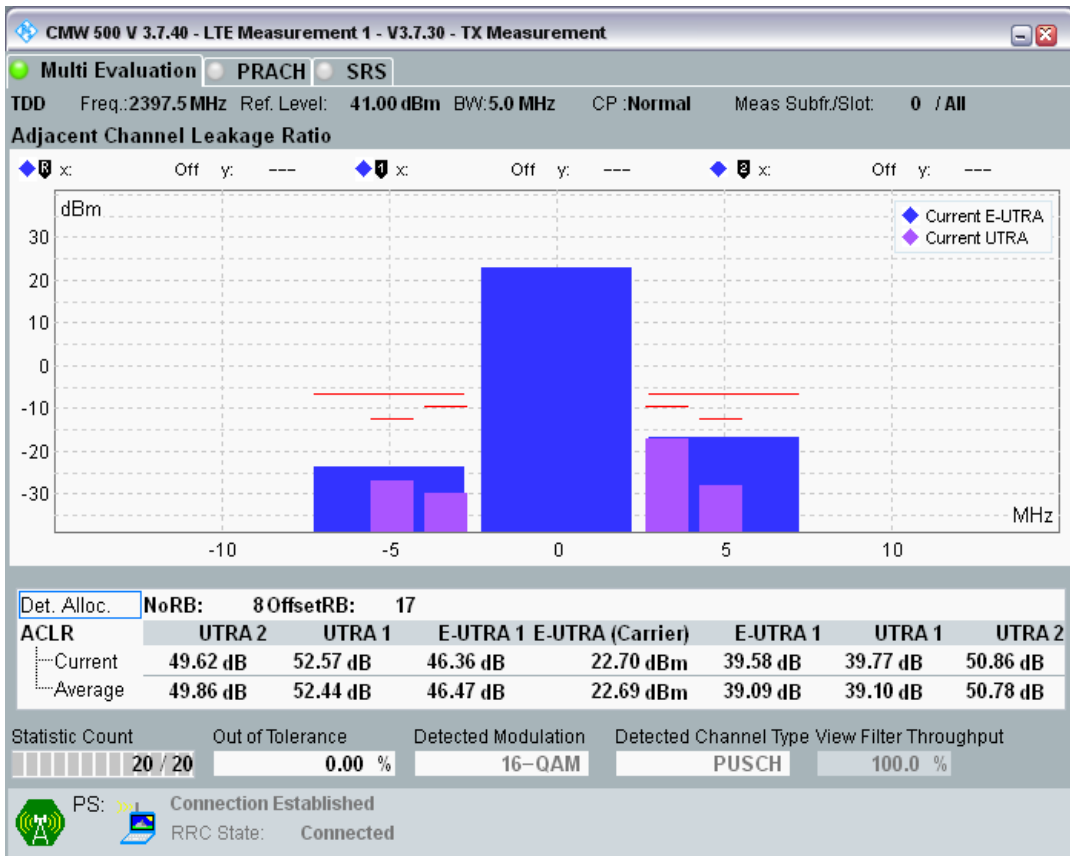 CMW 500 V 3.7.40 - LTE Measurement 1 - V3.7.30 - TX Measurement
Multi Evaluation PRACH SRS
TDD Freq.:2397.5 MHz Ref. Level: 41.00 dBm BW:5.0 MHz CP :Normal Meas Subfr./Slot: 0 / All
Adjacent Channel Leakage Ratio
R x: Off y: --- 1 x: Off y: --- 2 x: Off y: ---
dBm
Current E-UTRA
Current UTRA
30
20
10
0
-10
-20
-30
MHz
-10 -5 0 5 10
Det. Alloc. NoRB: 8 OffsetRB: 17
ACLR UTRA 2 UTRA 1 E-UTRA 1 E-UTRA (Carrier) E-UTRA 1 UTRA 1 UTRA 2
Current 49.62 dB 52.57 dB 46.36 dB 22.70 dBm 39.58 dB 39.77 dB 50.86 dB
Average 49.86 dB 52.44 dB 46.47 dB 22.69 dBm 39.09 dB 39.10 dB 50.78 dB
Statistic Count Out of Tolerance Detected Modulation Detected Channel Type View Filter Throughput
20 / 20 0.00 % 16-QAM PUSCH 100.0 %
PS: Connection Established
RRC State: Connected